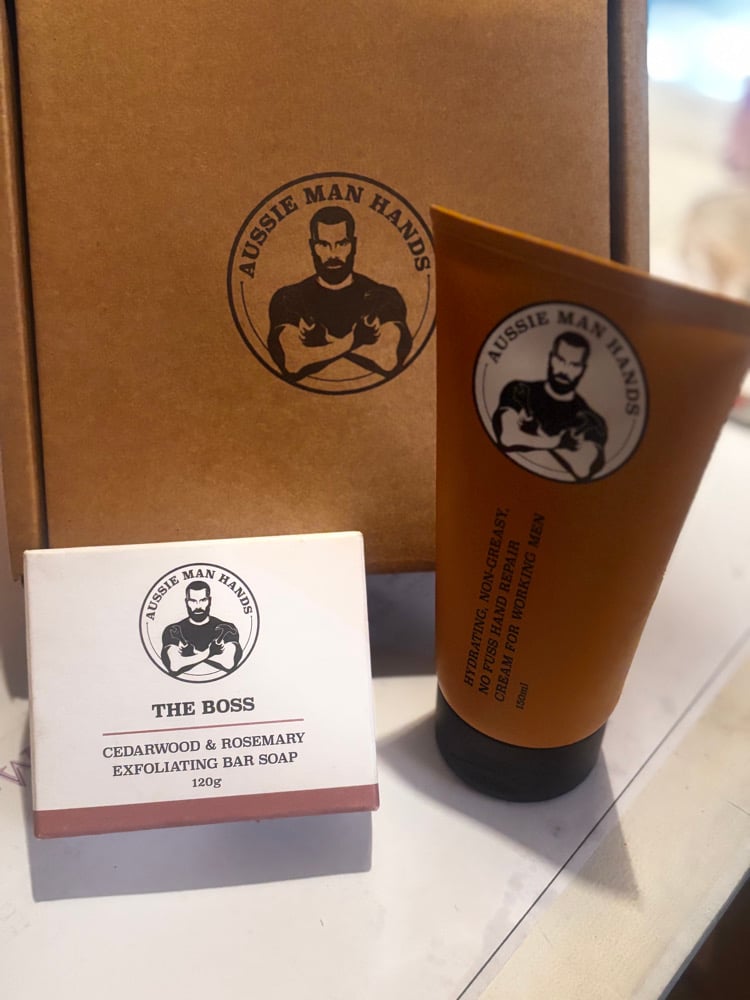 AUSSIE MAN HANDS
AUSSIE MAN HANDS
HYDRATING, NON-GREASY,
NO FUSS HAND REPAIR
CREAM FOR WORKING MEN
150ml
AUSSIE MAN HANDS
THE BOSS
CEDARWOOD & ROSEMARY
EXFOLIATING BAR SOAP
120g